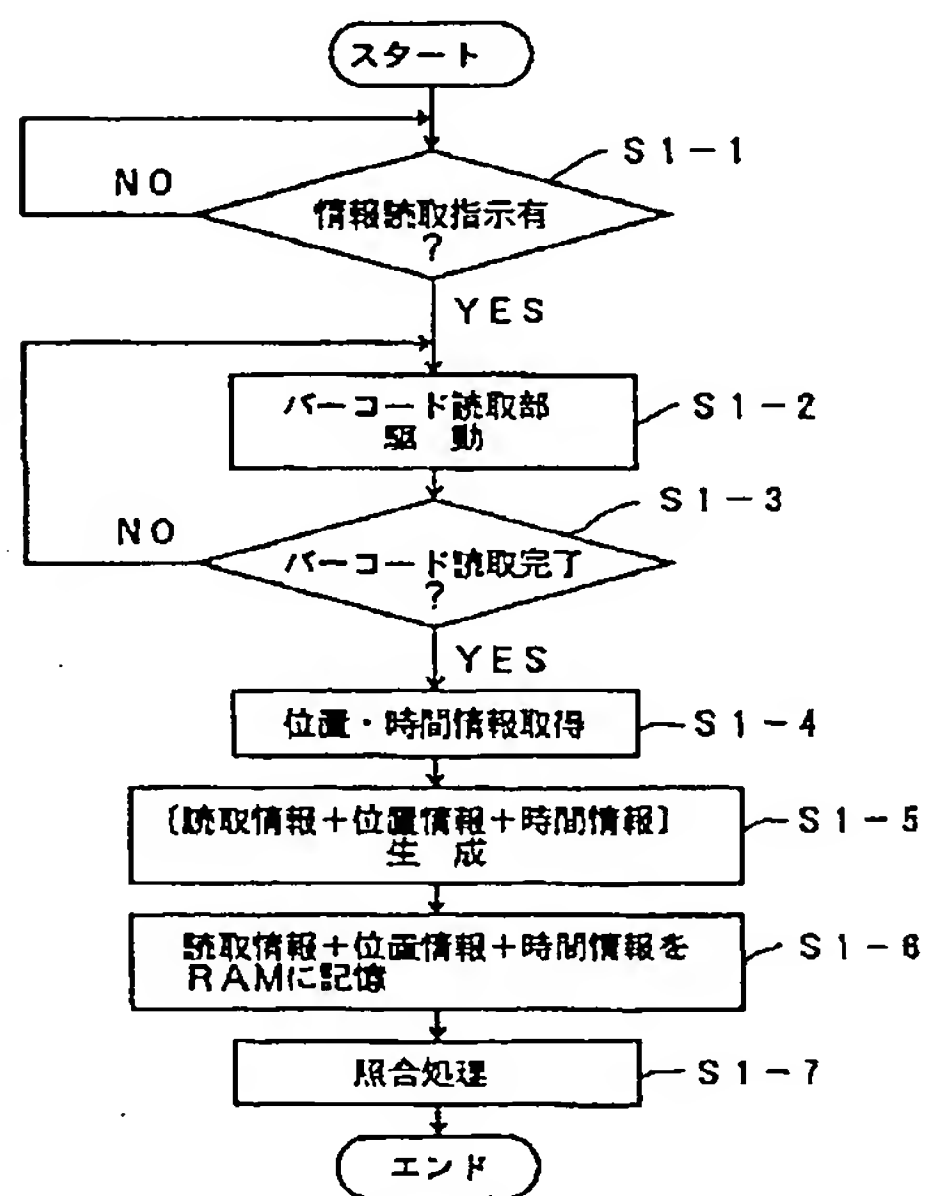 スタート
S1-1
NO
情報読取指示有
?
YES
バーコード読取部
駆 動
S1-2
S1-3
NO
バーコード読取完了
?
YES
位置・時間情報取得
S1-4
〔読取情報+位置情報+時間情報〕
生 成
S1-5
読取情報+位置情報+時間情報を
RAMに記憶
S1-6
照合処理
S1-7
エンド